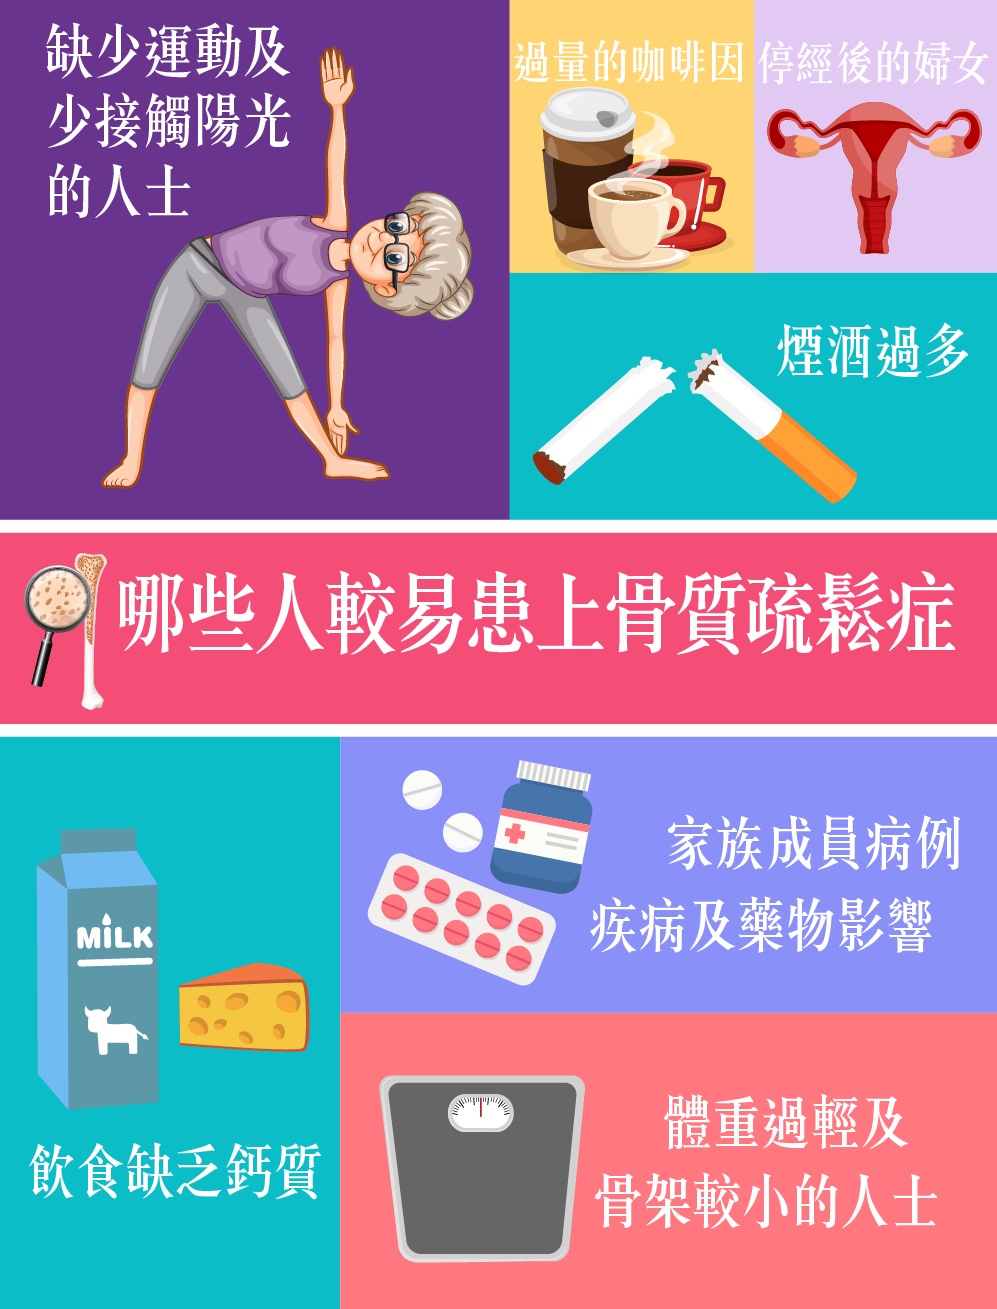 缺少運動及
少接觸陽光
的人士
過量的咖啡因
停經後的婦女
煙酒過多
哪些人較易患上骨質疏鬆症
MiLK
飲食缺乏鈣質
家族成員病例
疾病及藥物影響
體重過輕及
骨架較小的人士